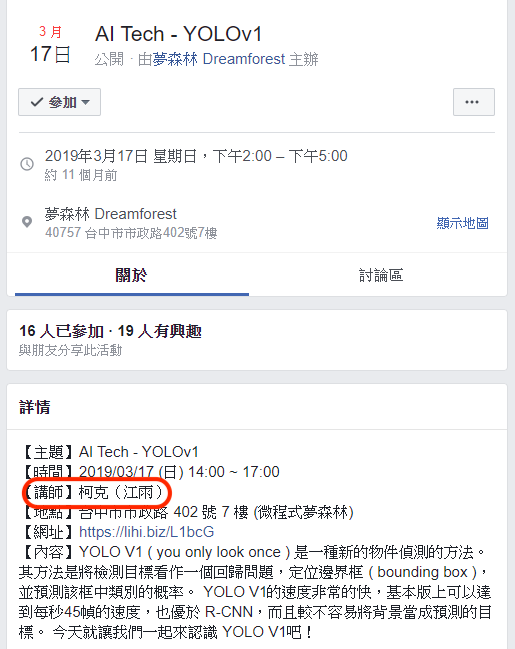 3 月
17日
AI Tech - YOLOv1
公開 · 由夢森林 Dreamforest 主辦
參加
2019年3月17日 星期日，下午2:00 – 下午5:00
約 11 個月前
夢森林 Dreamforest
40757 台中市市政路402號7樓
顯示地圖
關於
討論區
16 人已參加 · 19 人有興趣
與朋友分享此活動
詳情
【主題】AI Tech - YOLOv1
【時間】2019/03/17 (日) 14:00 ~ 17:00
【講師】柯克（江雨）
【地點】台中市市政路 402 號 7 樓 (微程式夢森林)
【網址】https://lihi.biz/L1bcG
【內容】YOLO V1 ( you only look once ) 是一種新的物件偵測的方法。
其方法是將檢測目標看作一個回歸問題，定位邊界框 ( bounding box )，
並預測該框中類別的概率。 YOLO V1的速度非常的快，基本版上可以達
到每秒45幀的速度，也優於 R-CNN，而且較不容易將背景當成預測的目
標。 今天就讓我們一起來認識 YOLO V1吧！